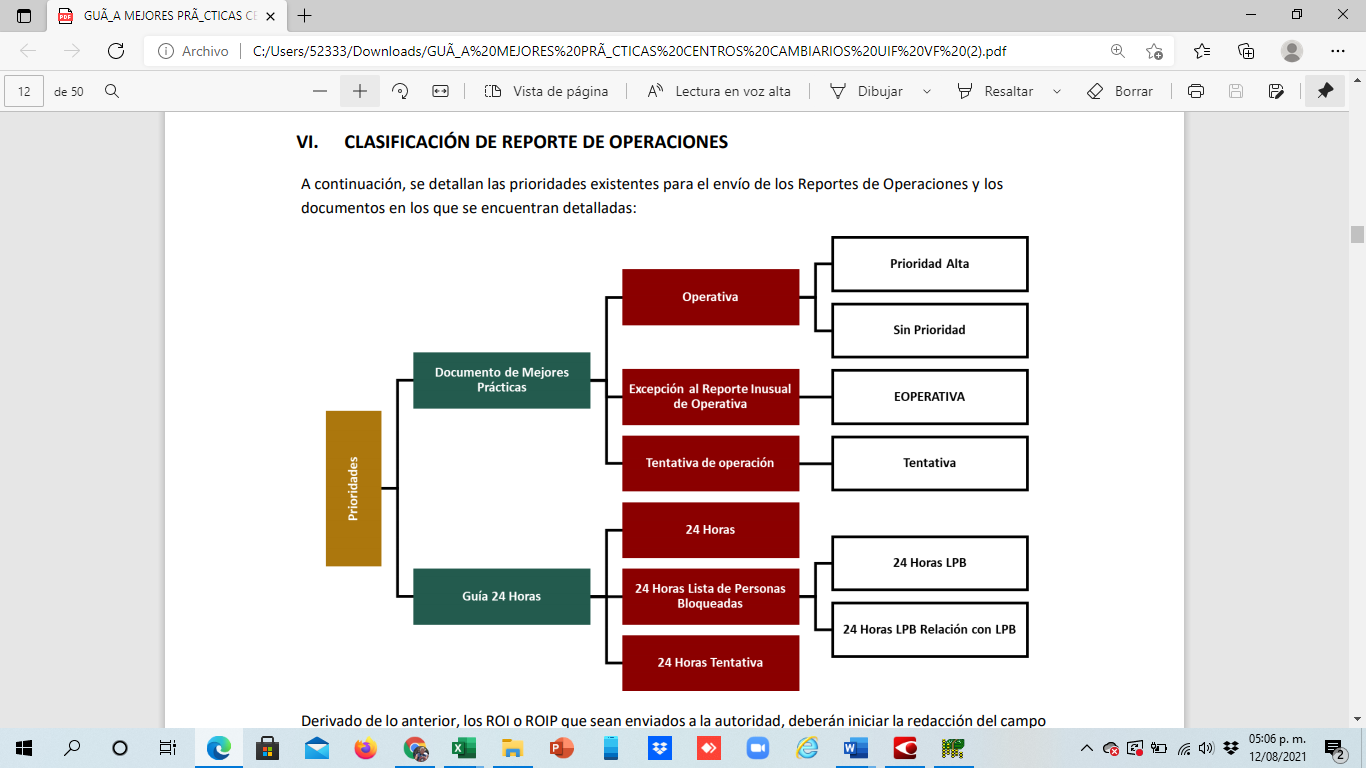 GUÃ_A MEJORES PRÃ_CTICAS CE
Archivo
C:/Users/52333/Downloads/GUÃ_A%20MEJORES%20PRÃ_CTICAS%20CENTROS%20CAMBIARIOS%20UIF%20VF%20(2).pdf
12 de 50
Vista de página
Lectura en voz alta
Dibujar
Resaltar
Borrar
VI. CLASIFICACIÓN DE REPORTE DE OPERACIONES
A continuación, se detallan las prioridades existentes para el envío de los Reportes de Operaciones y los
documentos en los que se encuentran detalladas:
Prioridades
Documento de Mejores
Prácticas
Operativa
Prioridad Alta
Sin Prioridad
Excepción al Reporte Inusual
de Operativa
EOPERATIVA
Tentativa de operación
Tentativa
Guía 24 Horas
24 Horas
24 Horas Lista de Personas
Bloqueadas
24 Horas LPB
24 Horas LPB Relación con LPB
24 Horas Tentativa
Derivado de lo anterior, los ROI o ROIP que sean enviados a la autoridad, deberán iniciar la redacción del campo
05:06 p. m.
12/08/2021
2